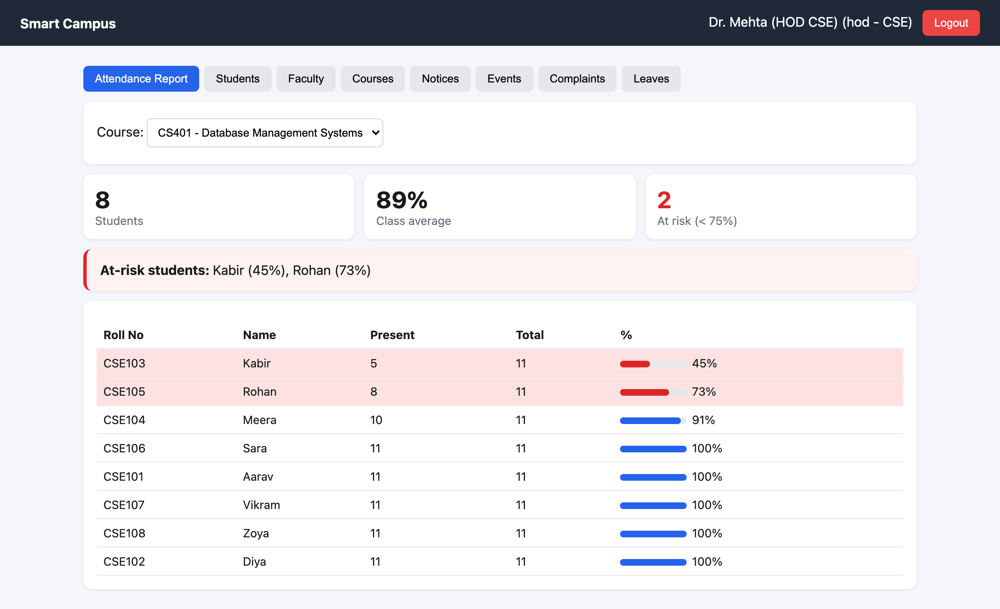 Smart Campus
Dr. Mehta (HOD CSE) (hod - CSE) Logout
Attendance Report Students Faculty Courses Notices Events Complaints Leaves
Course: CS401 - Database Management Systems
8
Students
89%
Class average
2
At risk (< 75%)
At-risk students: Kabir (45%), Rohan (73%)
Roll No Name Present Total %
CSE103 Kabir 5 11 45%
CSE105 Rohan 8 11 73%
CSE104 Meera 10 11 91%
CSE106 Sara 11 11 100%
CSE101 Aarav 11 11 100%
CSE107 Vikram 11 11 100%
CSE108 Zoya 11 11 100%
CSE102 Diya 11 11 100%